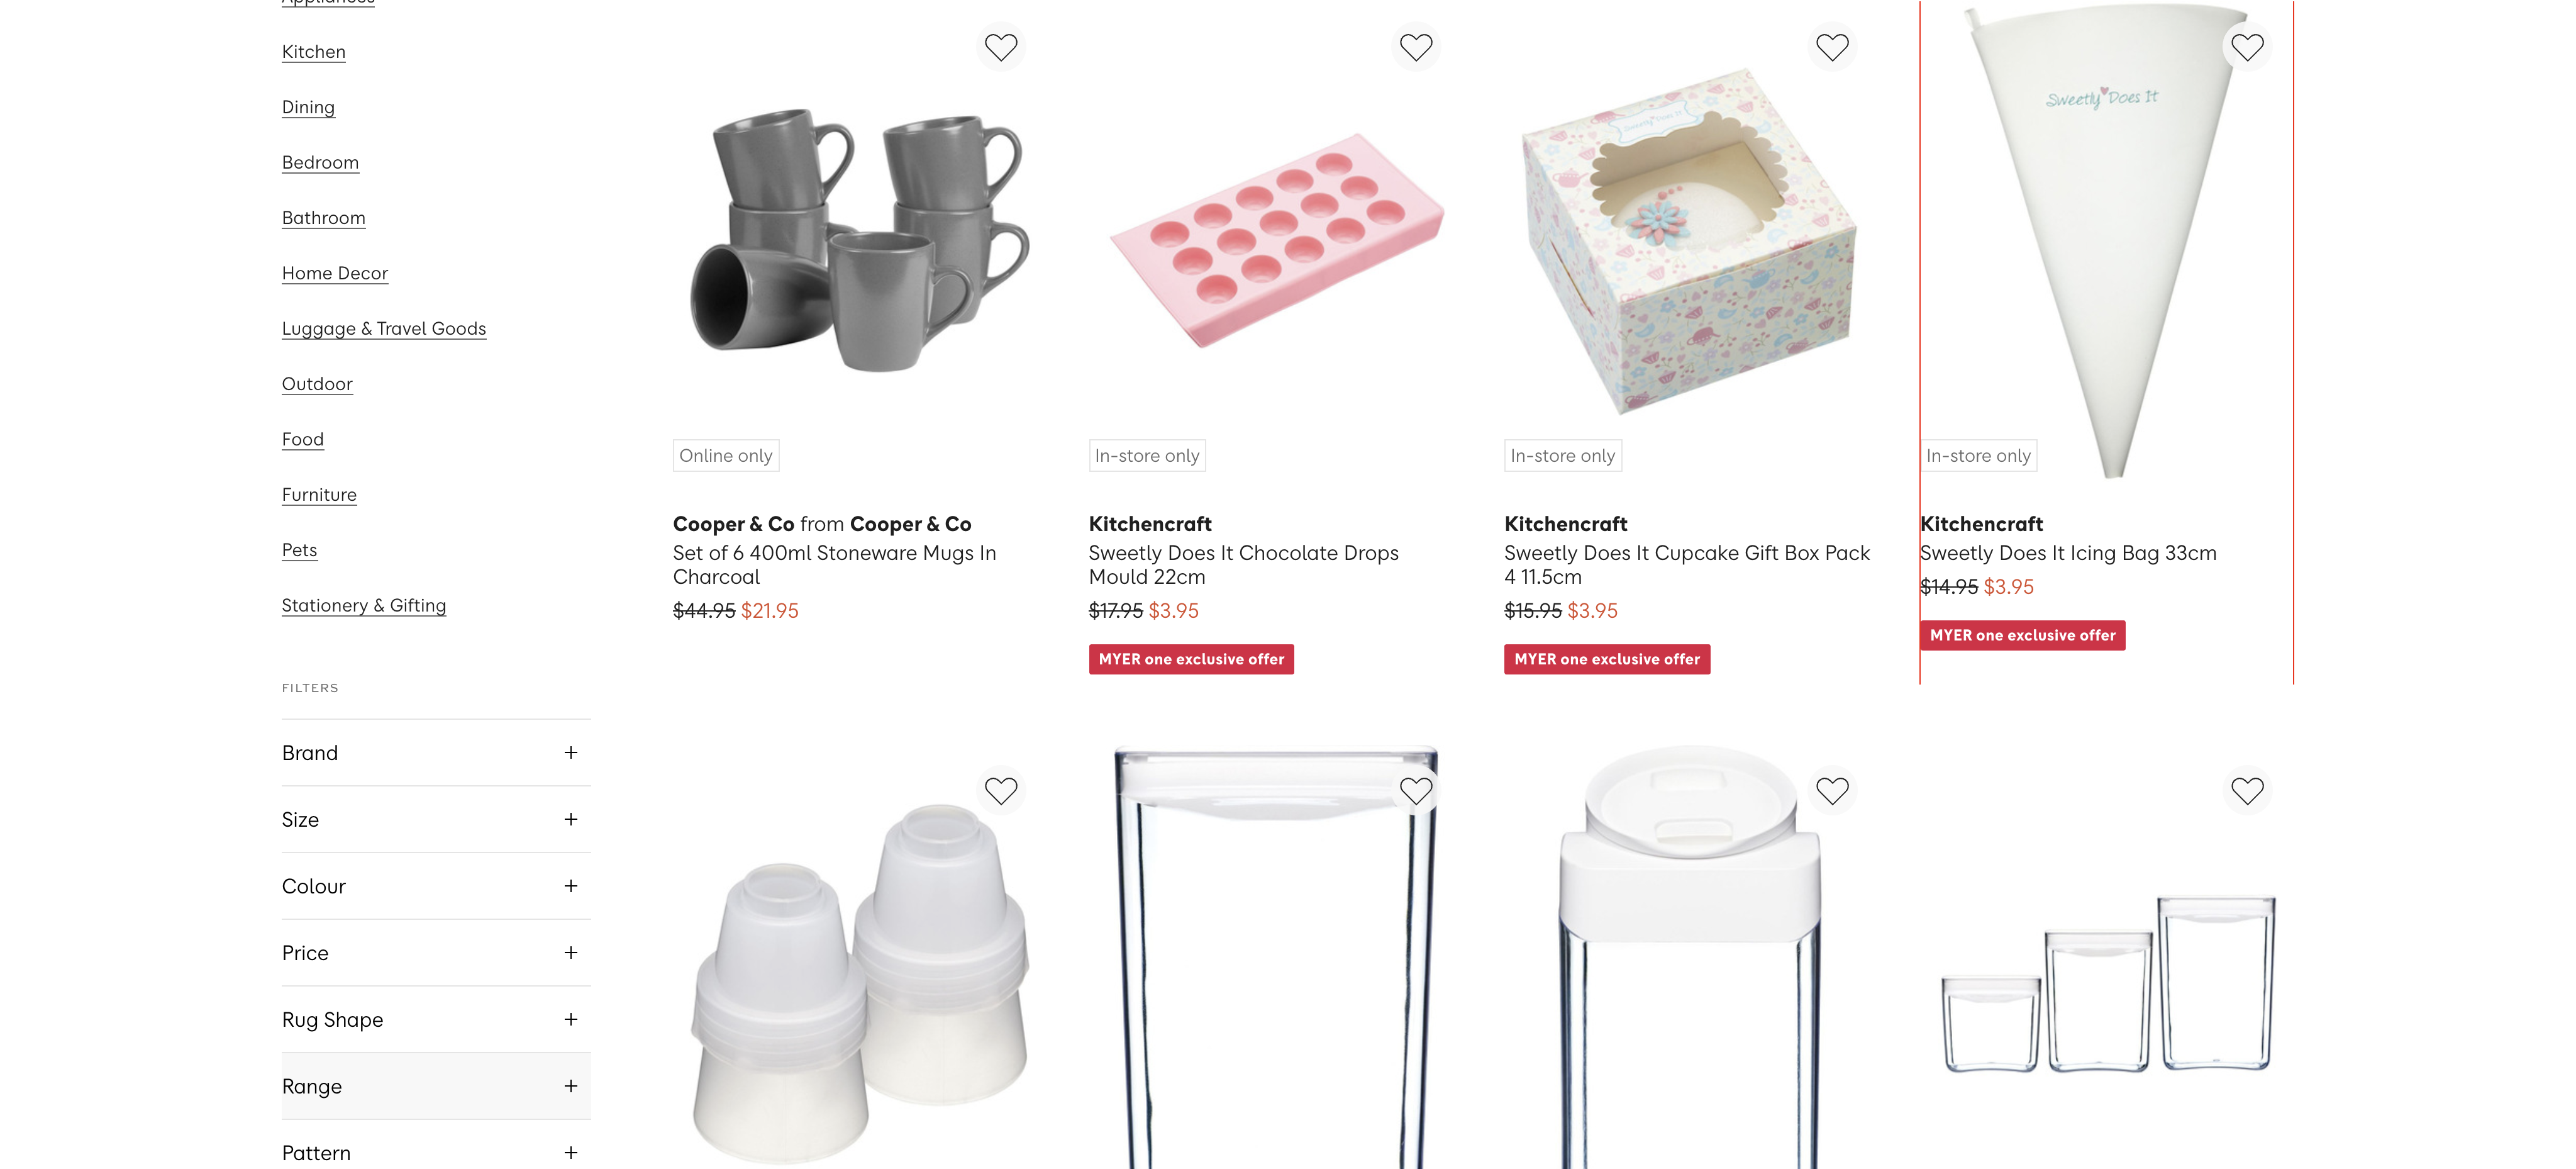 Kitchen
Dining
Bedroom
Bathroom
Home Decor
Luggage & Travel Goods
Outdoor
Food
Furniture
Pets
Stationery & Gifting
FILTERS
Brand
Size
Colour
Price
Rug Shape
Range
Pattern
Online only
Cooper & Co from Cooper & Co
Set of 6 400ml Stoneware Mugs In
Charcoal
$44.95 $21.95
In-store only
Kitchencraft
Sweetly Does It Chocolate Drops
Mould 22cm
$17.95 $3.95
MYER one exclusive offer
Sweetly Does It
In-store only
Kitchencraft
Sweetly Does It Cupcake Gift Box Pack
4 11.5cm
$15.95 $3.95
MYER one exclusive offer
Sweetly Does It
In-store only
Kitchencraft
Sweetly Does It Icing Bag 33cm
$14.95 $3.95
MYER one exclusive offer